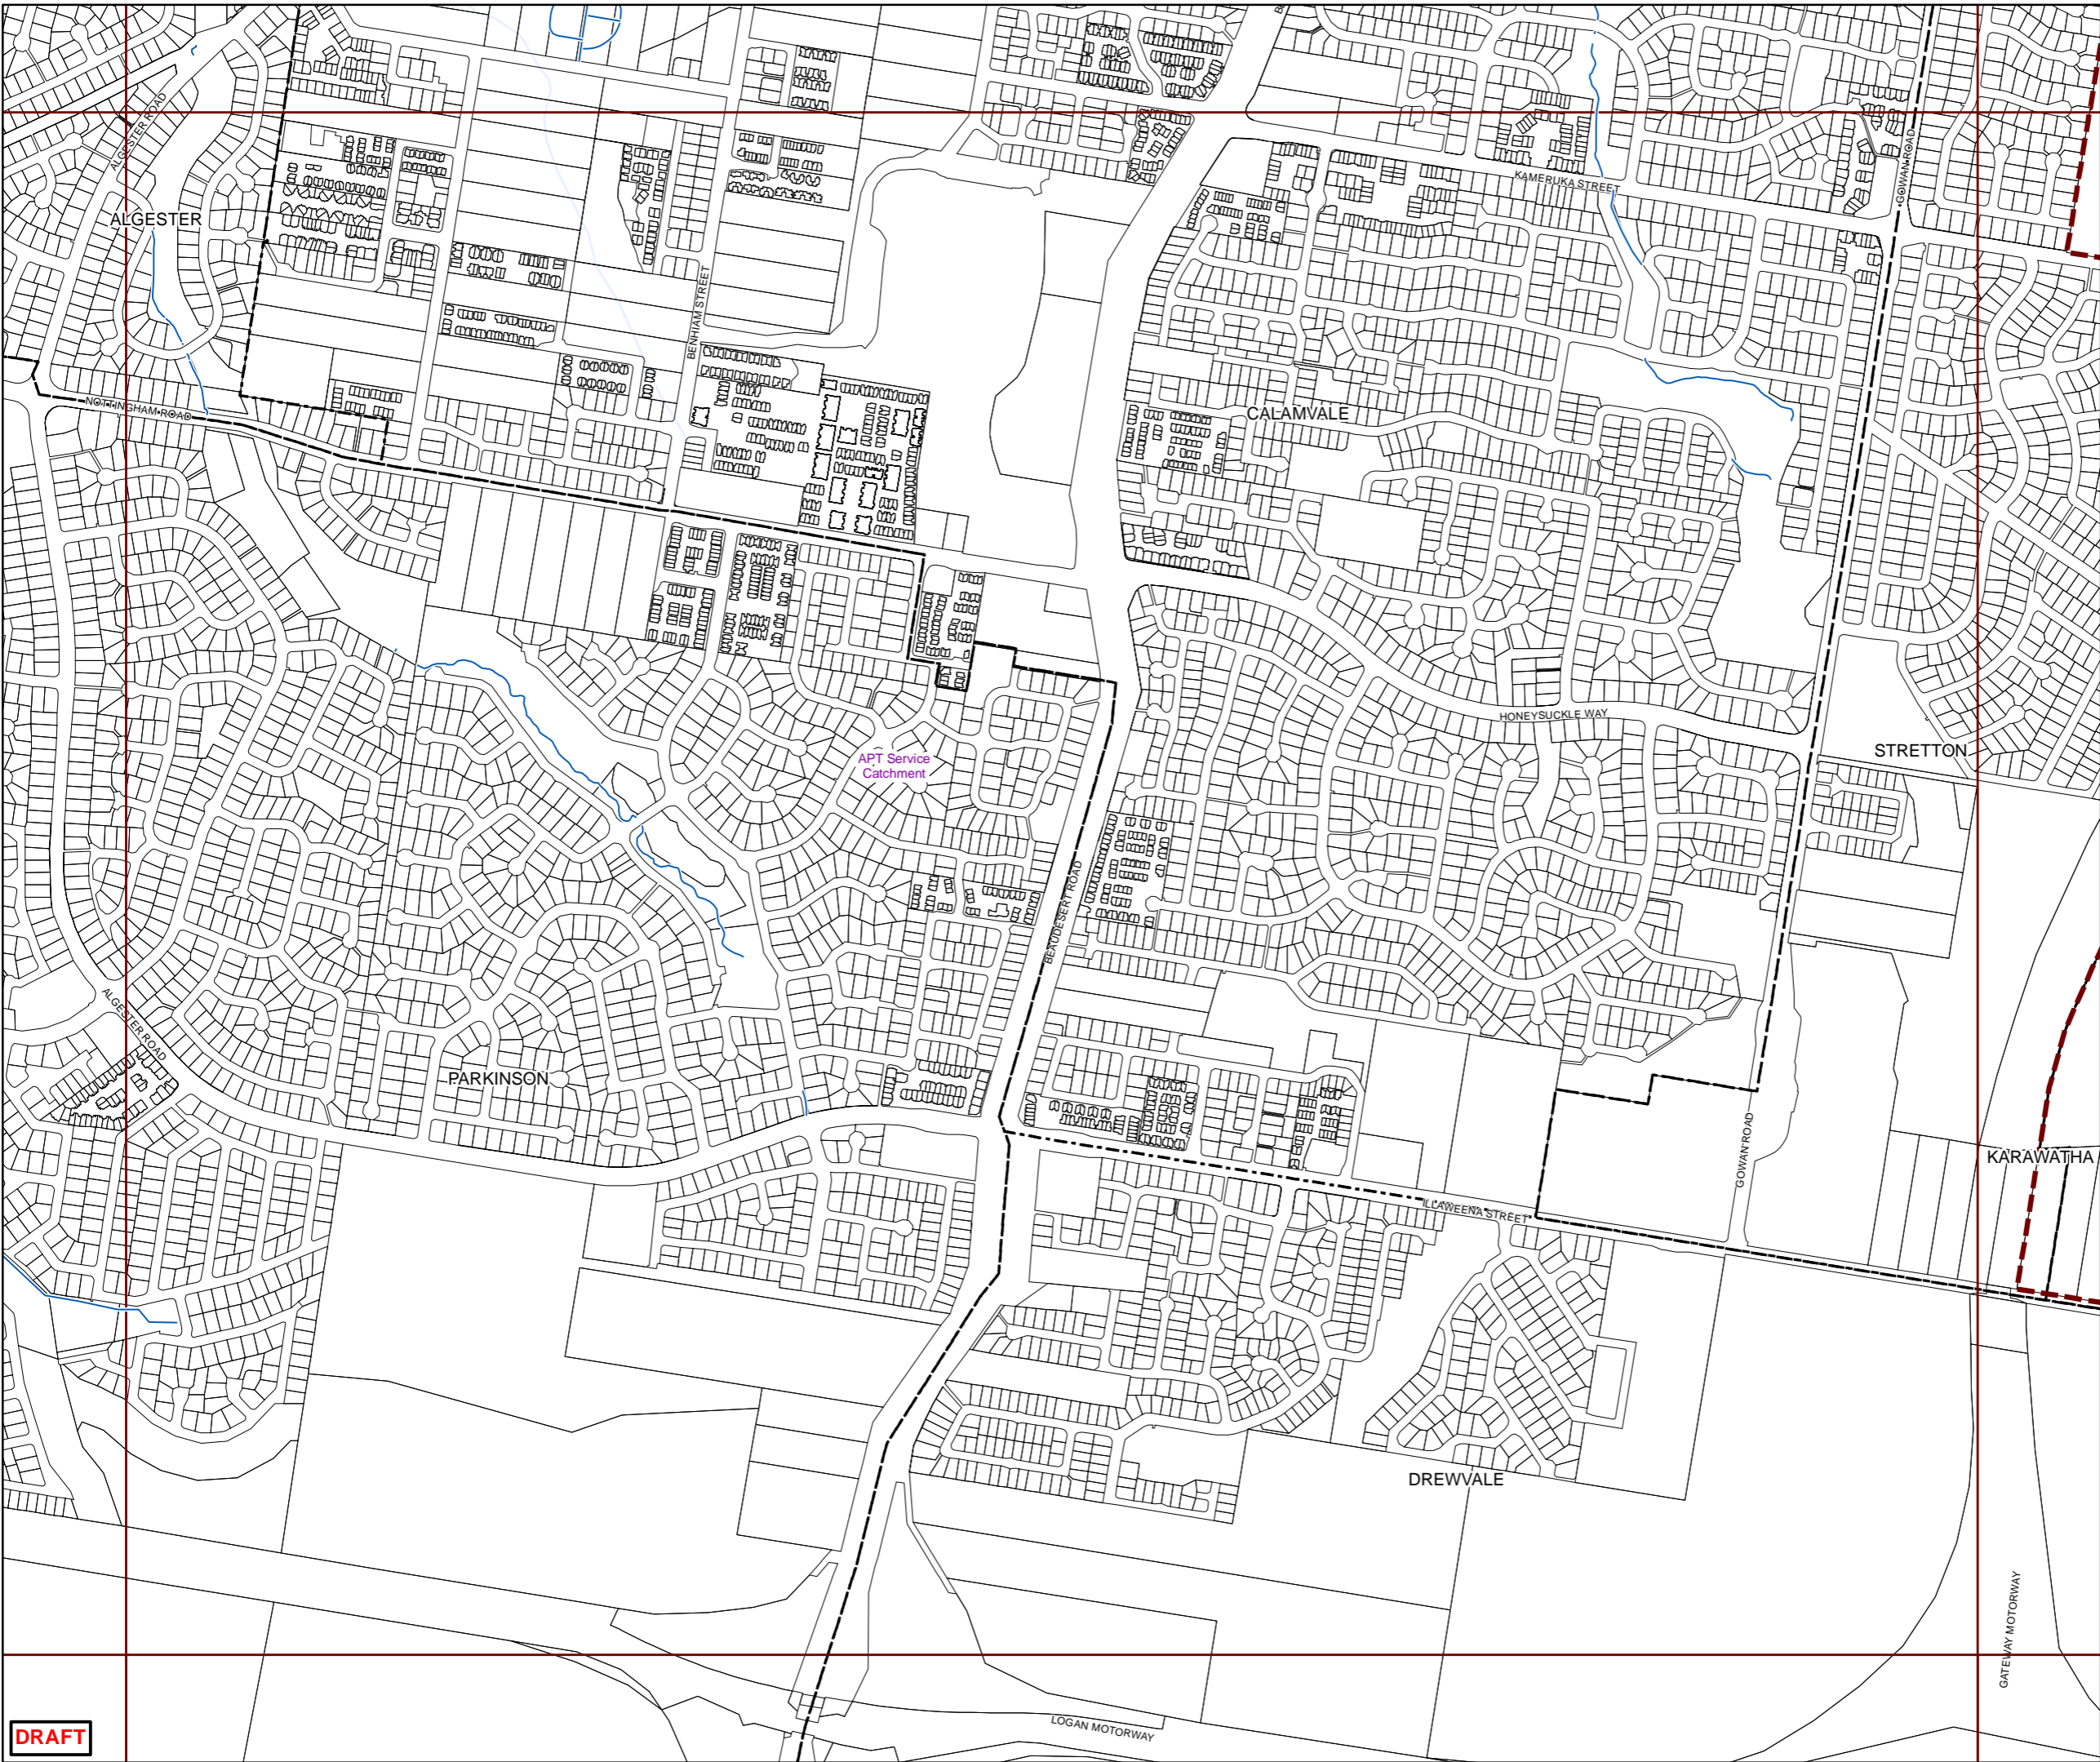 ALGESTER ROAD
GOWAN ROAD
KAMERUKA STREET
ALGESTER
BENHIAM STREET
NOTTINGHAM ROAD
CALAMVALE
HONEYSUCKLE WAY
STRETTON
APT Service
Catchment
BEAUDESERT ROAD
ALGESTER ROAD
PARKINSON
GOWAN ROAD
KARAWATHA
ILLAWEENA STREET
DREWVALE
GATEWAY MOTORWAY
LOGAN MOTORWAY
DRAFT